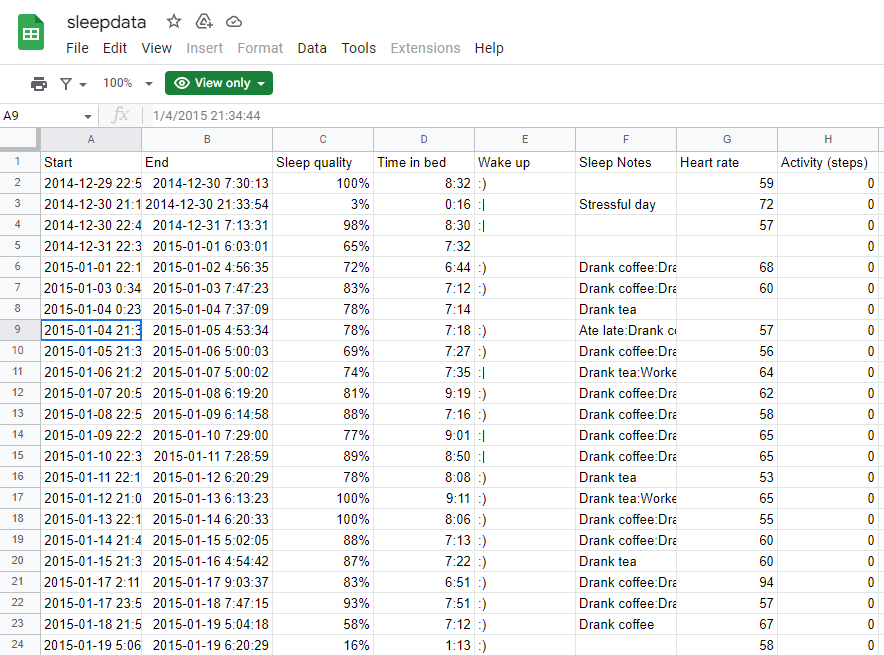 sleepdata
File Edit View Insert Format Data Tools Extensions Help
100% View only
A9 fx 1/4/2015 21:34:44
A B C D E F G H
1 Start End Sleep quality Time in bed Wake up Sleep Notes Heart rate Activity (steps)
2 2014-12-29 22:5 2014-12-30 7:30:13 100% 8:32 :) 59 0
3 2014-12-30 21:1 2014-12-30 21:33:54 3% 0:16 :| Stressful day 72 0
4 2014-12-30 22:4 2014-12-31 7:13:31 98% 8:30 :| 57 0
5 2014-12-31 22:3 2015-01-01 6:03:01 65% 7:32 0
6 2015-01-01 22:1 2015-01-02 4:56:35 72% 6:44 :) Drank coffee:Dra 68 0
7 2015-01-03 0:34 2015-01-03 7:47:23 83% 7:12 :) Drank coffee:Dra 60 0
8 2015-01-04 0:23 2015-01-04 7:37:09 78% 7:14 Drank tea 0
9 2015-01-04 21:3 2015-01-05 4:53:34 78% 7:18 :) Ate late:Drank co 57 0
10 2015-01-05 21:3 2015-01-06 5:00:03 69% 7:27 :) Drank coffee:Dra 56 0
11 2015-01-06 21:2 2015-01-07 5:00:02 74% 7:35 :| Drank tea:Worke 64 0
12 2015-01-07 20:5 2015-01-08 6:19:20 81% 9:19 :) Drank coffee:Dra 62 0
13 2015-01-08 22:5 2015-01-09 6:14:58 88% 7:16 :) Drank coffee:Dra 58 0
14 2015-01-09 22:2 2015-01-10 7:29:00 77% 9:01 :| Drank coffee:Dra 65 0
15 2015-01-10 22:3 2015-01-11 7:28:59 89% 8:50 :| Drank coffee:Dra 65 0
16 2015-01-11 22:1 2015-01-12 6:20:29 78% 8:08 :) Drank tea 53 0
17 2015-01-12 21:0 2015-01-13 6:13:23 100% 9:11 :) Drank tea:Worke 65 0
18 2015-01-13 22:1 2015-01-14 6:20:33 100% 8:06 :) Drank coffee:Dra 55 0
19 2015-01-14 21:4 2015-01-15 5:02:05 88% 7:13 :) Drank coffee:Dra 60 0
20 2015-01-15 21:3 2015-01-16 4:54:42 87% 7:22 :) Drank tea 60 0
21 2015-01-17 2:11 2015-01-17 9:03:37 83% 6:51 :) Drank coffee:Dra 94 0
22 2015-01-17 23:5 2015-01-18 7:47:15 93% 7:51 :) Drank coffee:Dra 57 0
23 2015-01-18 21:5 2015-01-19 5:04:18 58% 7:12 :) Drank coffee 67 0
24 2015-01-19 5:06 2015-01-19 6:20:29 16% 1:13 :) 58 0